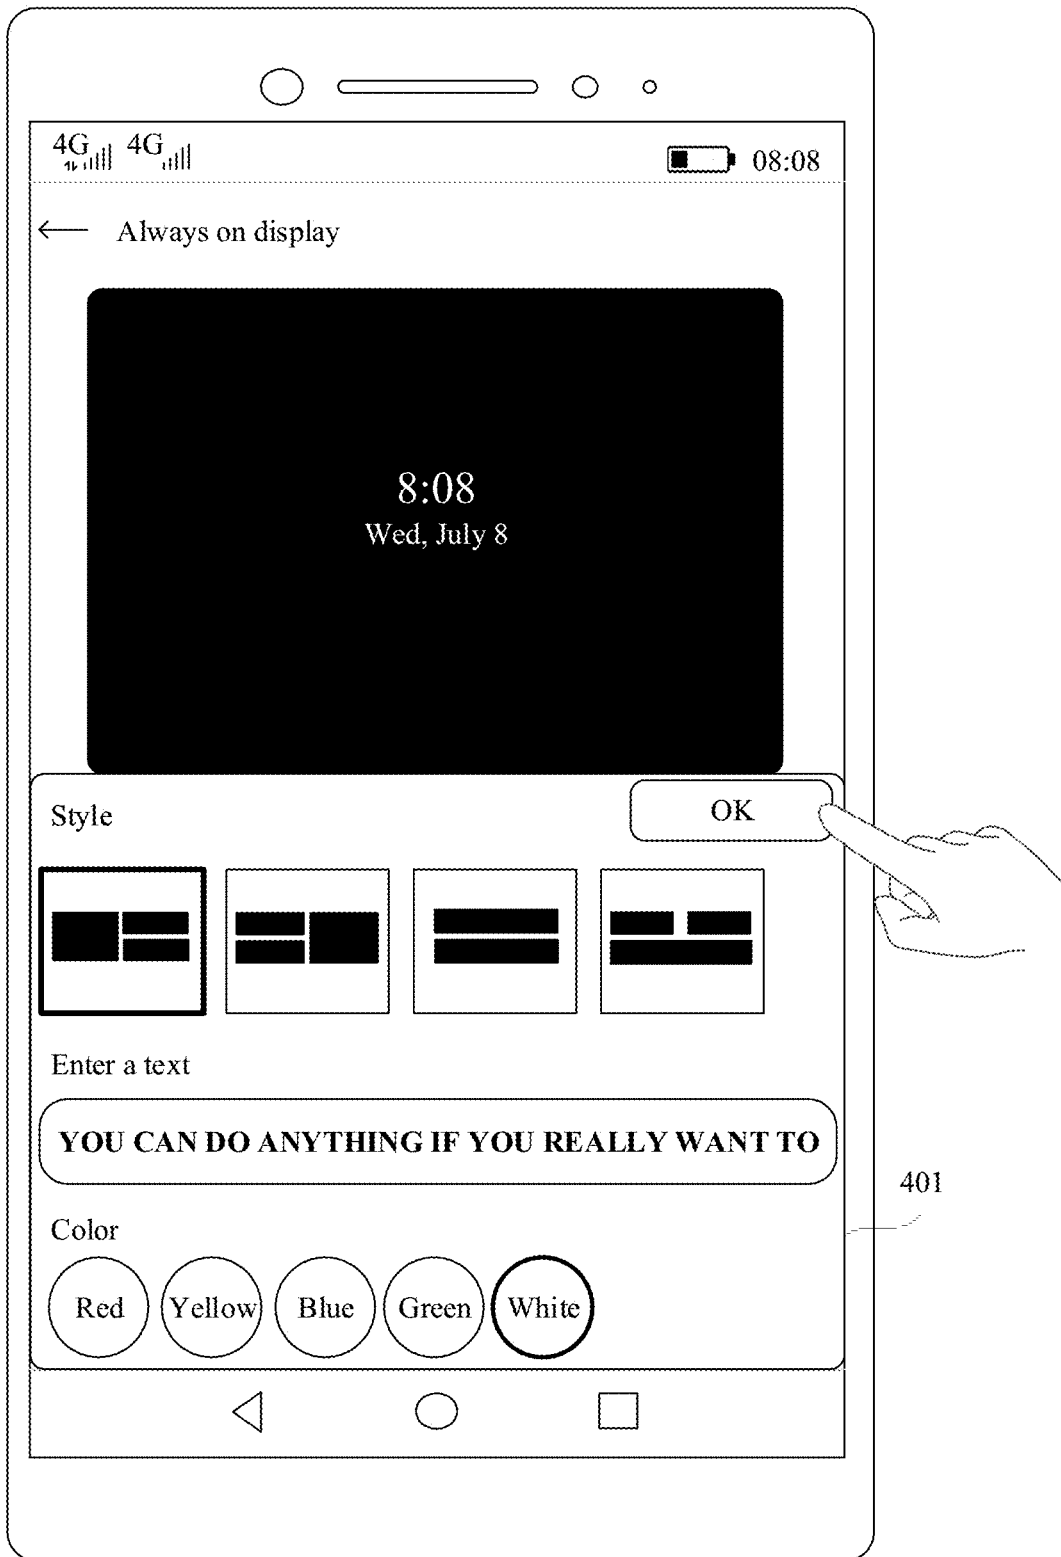 4G 4G 08:08
Always on display
8:08
Wed, July 8
Style OK
Enter a text
YOU CAN DO ANYTHING IF YOU REALLY WANT TO
401
Color
Red Yellow Blue Green White